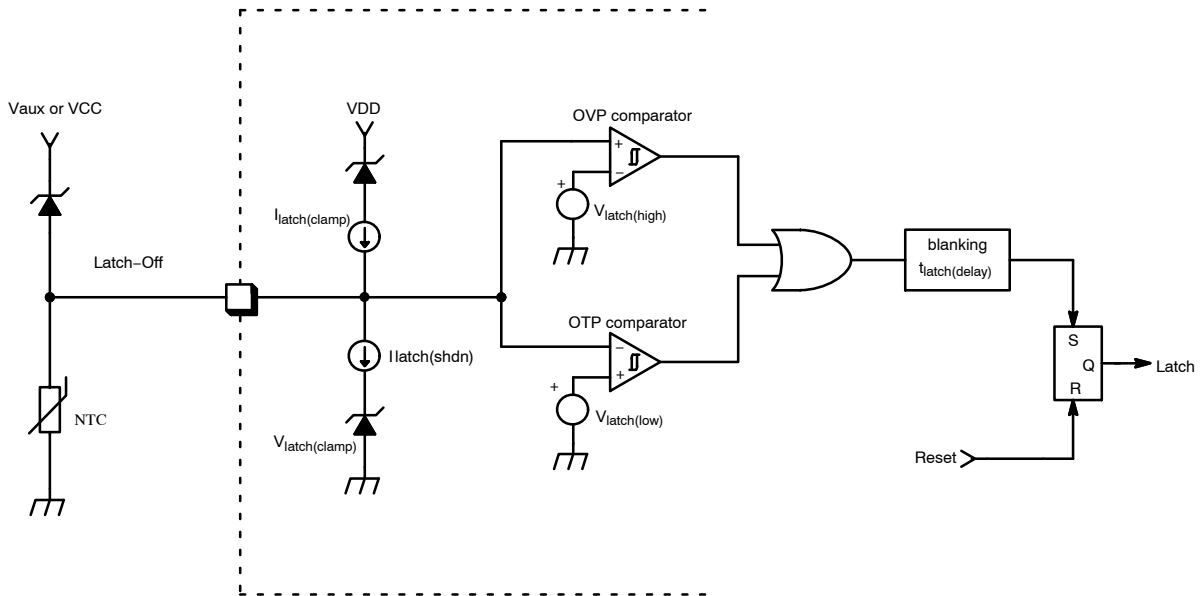 Vaux or VCC
VDD
OVP comparator
+
−
+
Ilatch(clamp)
Vlatch(high)
Latch−Off
blanking
tlatch(delay)
OTP comparator
−
+
+
Ilatch(shdn)
S
Q
R
Latch
NTC
Vlatch(clamp)
Vlatch(low)
Reset